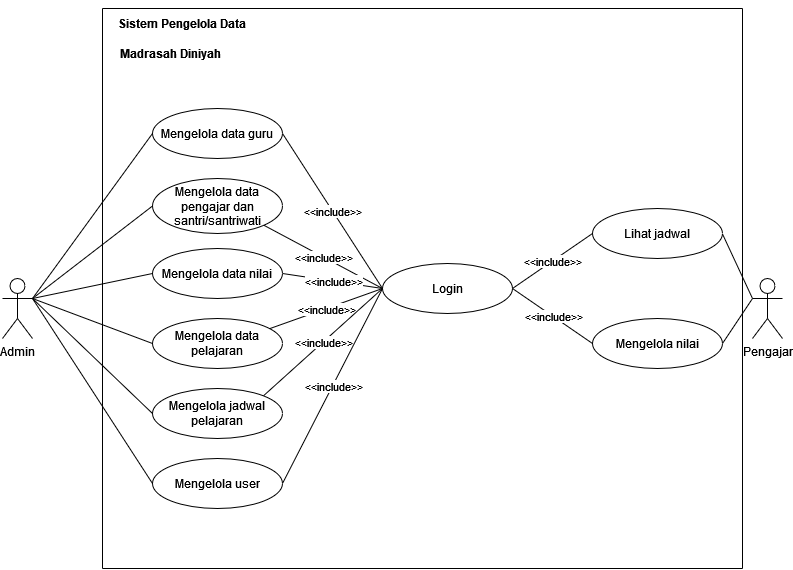 Sistem Pengelola Data
Madrasah Diniyah
Mengelola data guru
Mengelola data
pengajar dan
santri/santriwati
Mengelola data nilai
Mengelola data
pelajaran
Mengelola jadwal
pelajaran
Mengelola user
<<include>>
<<include>>
<<include>>
<<include>>
<<include>>
<<include>>
Login
<<include>>
<<include>>
Lihat jadwal
Mengelola nilai
Admin
Pengajar